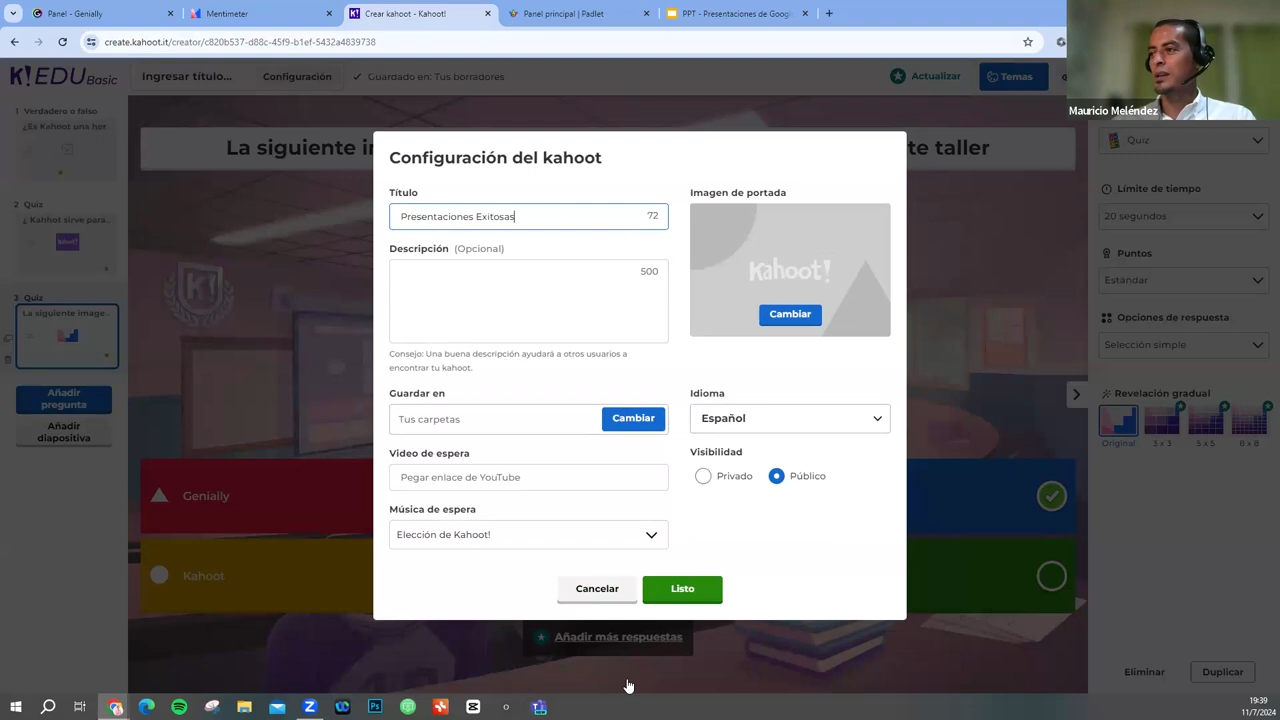 Panel - Genially
Mentimeter
Crear kahoot - Kahoot!
Panel principal | Padlet
PPT - Presentaciones de Google
create.kahoot.it/creator/c820b537-d88c-45f9-b1ef-5432a4839738
K!EDU Basic
Ingresar título...
Configuración
Guardado en: Tus borradores
Actualizar
Temas
Mauricio Meléndez
1 Verdadero o falso
¿Es Kahoot una her
2 Quiz
¿ Kahoot sirve para...
3 Quiz
La siguiente image...
Añadir pregunta
Añadir diapositiva
La siguiente i
te taller
Configuración del kahoot
Título
Presentaciones Exitosas
72
Descripción (Opcional)
500
Consejo: Una buena descripción ayudará a otros usuarios a
encontrar tu kahoot.
Guardar en
Tus carpetas
Cambiar
Video de espera
Pegar enlace de YouTube
Música de espera
Elección de Kahoot!
Imagen de portada
Kahoot!
Cambiar
Idioma
Español
Visibilidad
Privado
Público
Cancelar
Listo
Genially
Kahoot
Añadir más respuestas
Quiz
Límite de tiempo
20 segundos
Puntos
Estándar
Opciones de respuesta
Selección simple
Revelación gradual
Original
3 x 3
5 x 5
8 x 8
Eliminar
Duplicar
19:39
11/7/2024